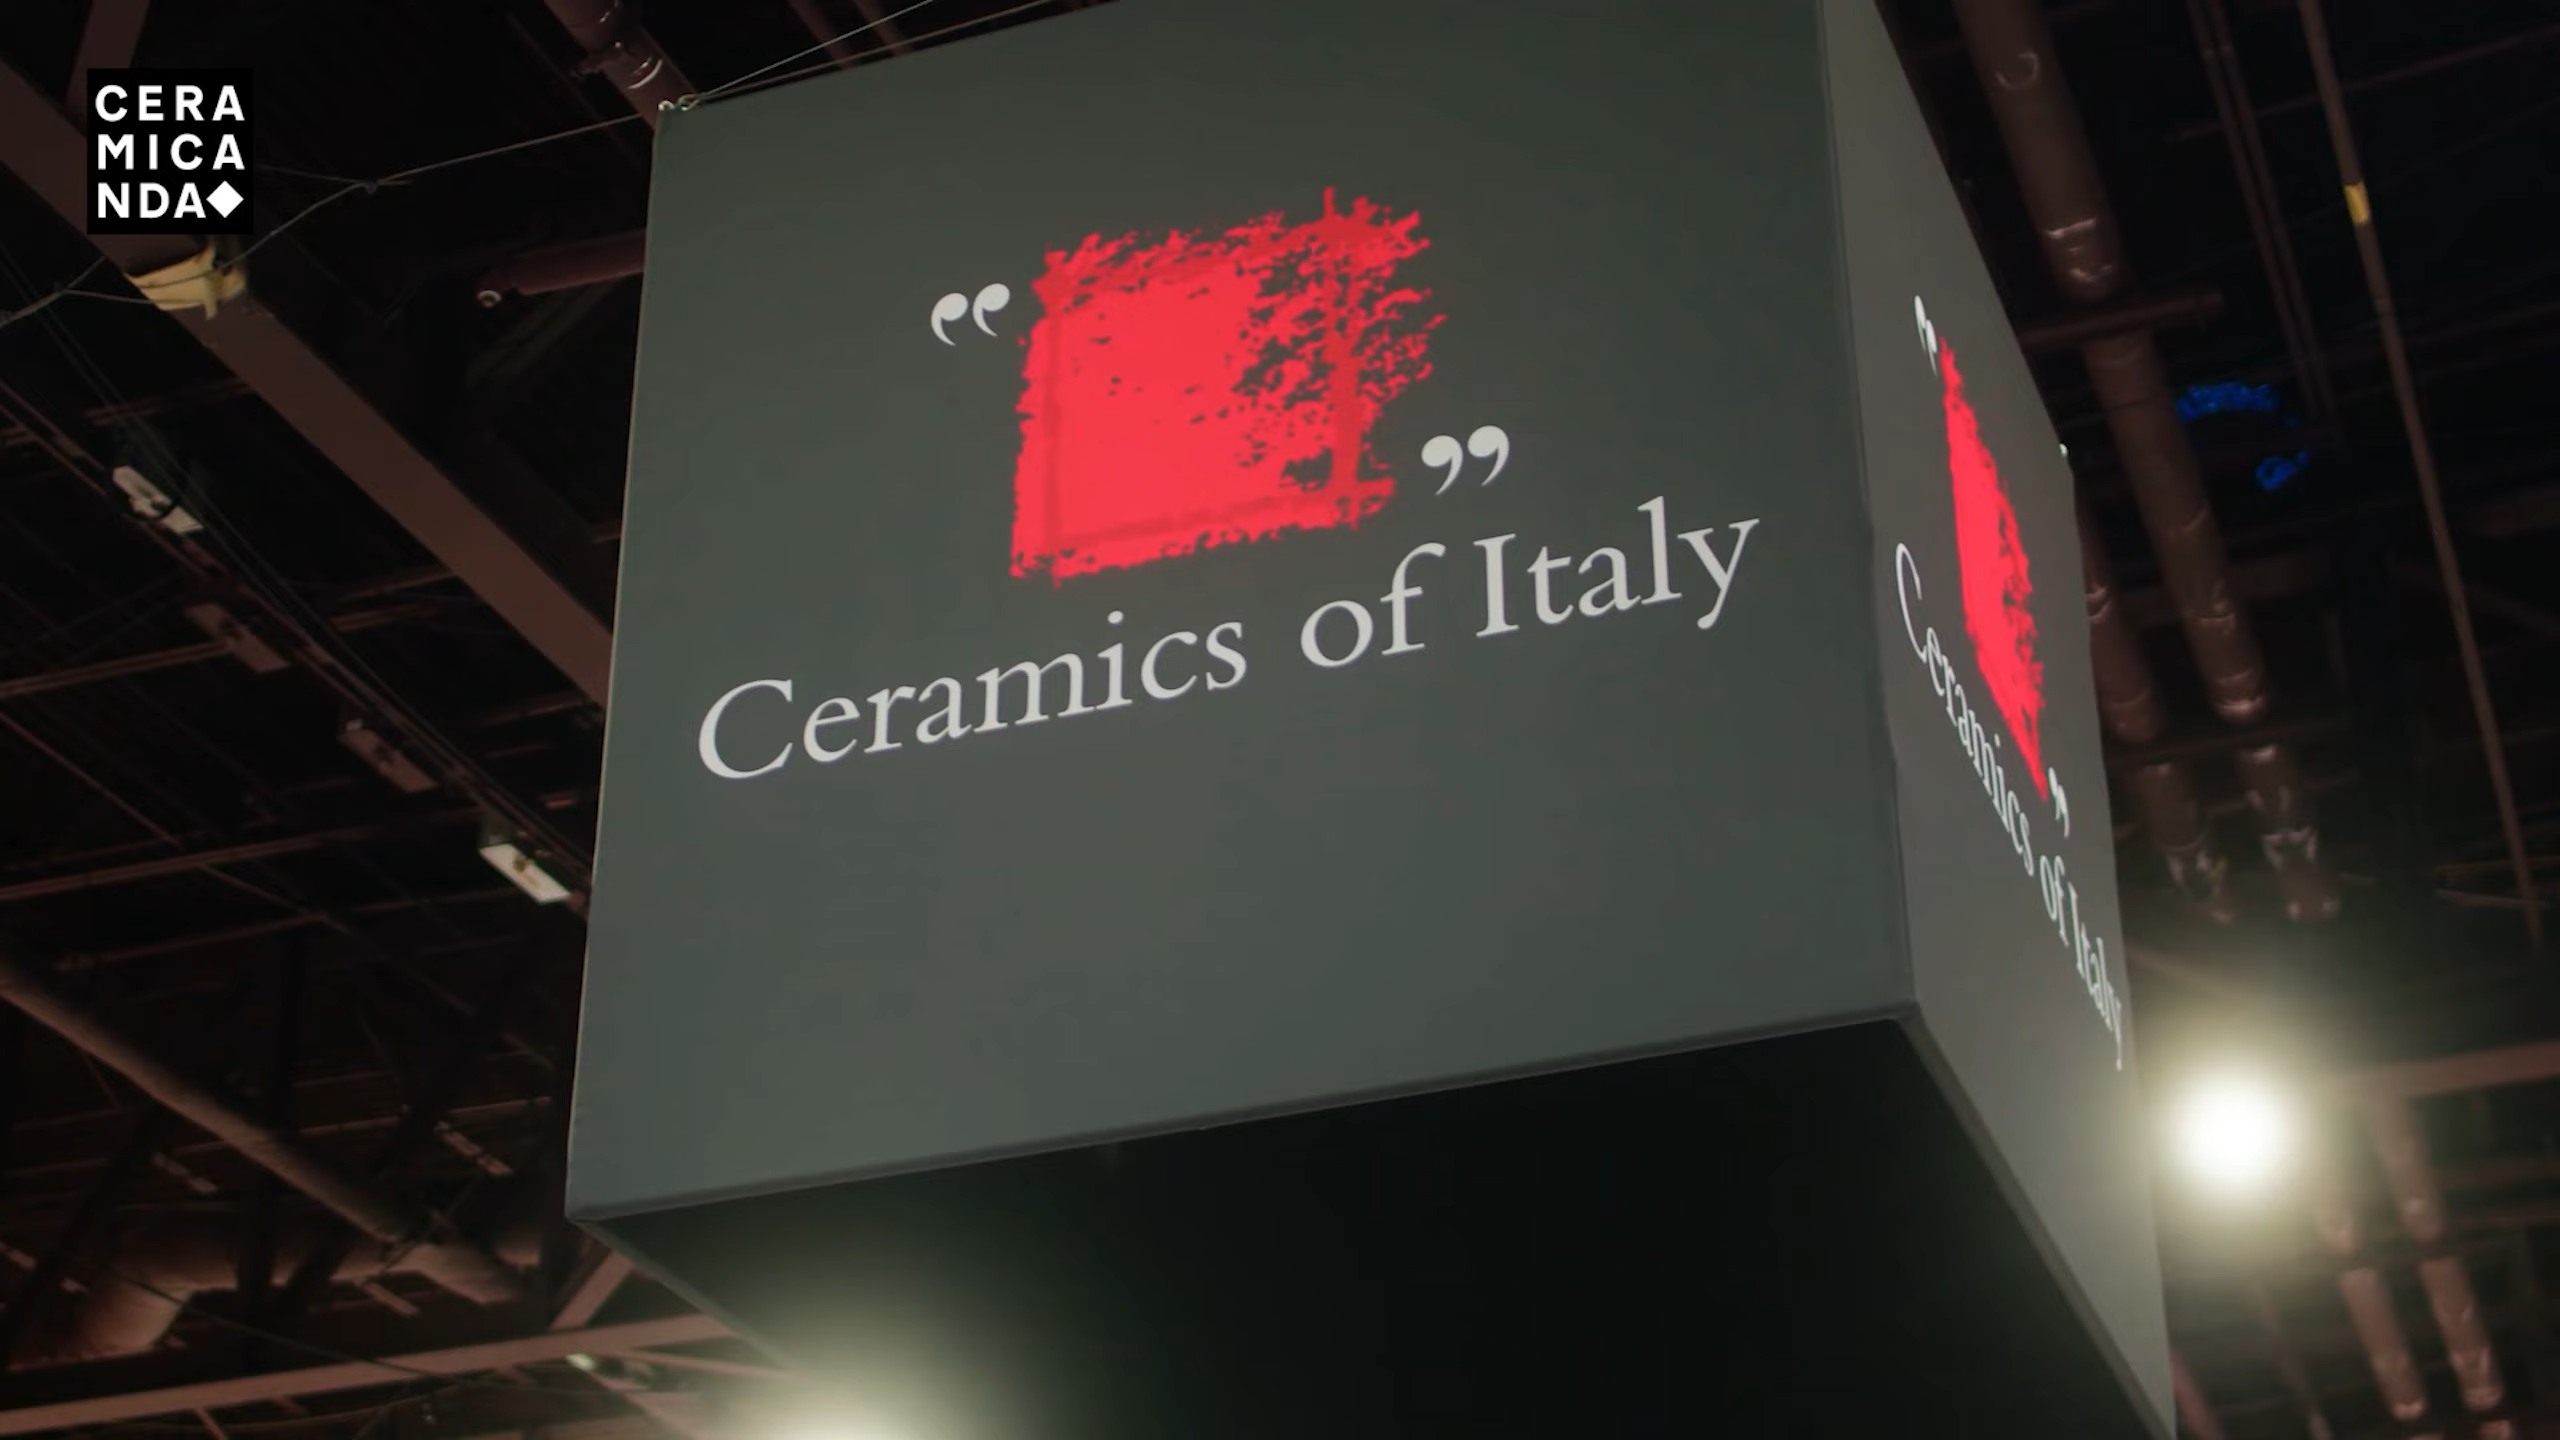 CERA
MICA
NDA
“ ”
Ceramics of Italy
“ ”
Ceramics of Italy